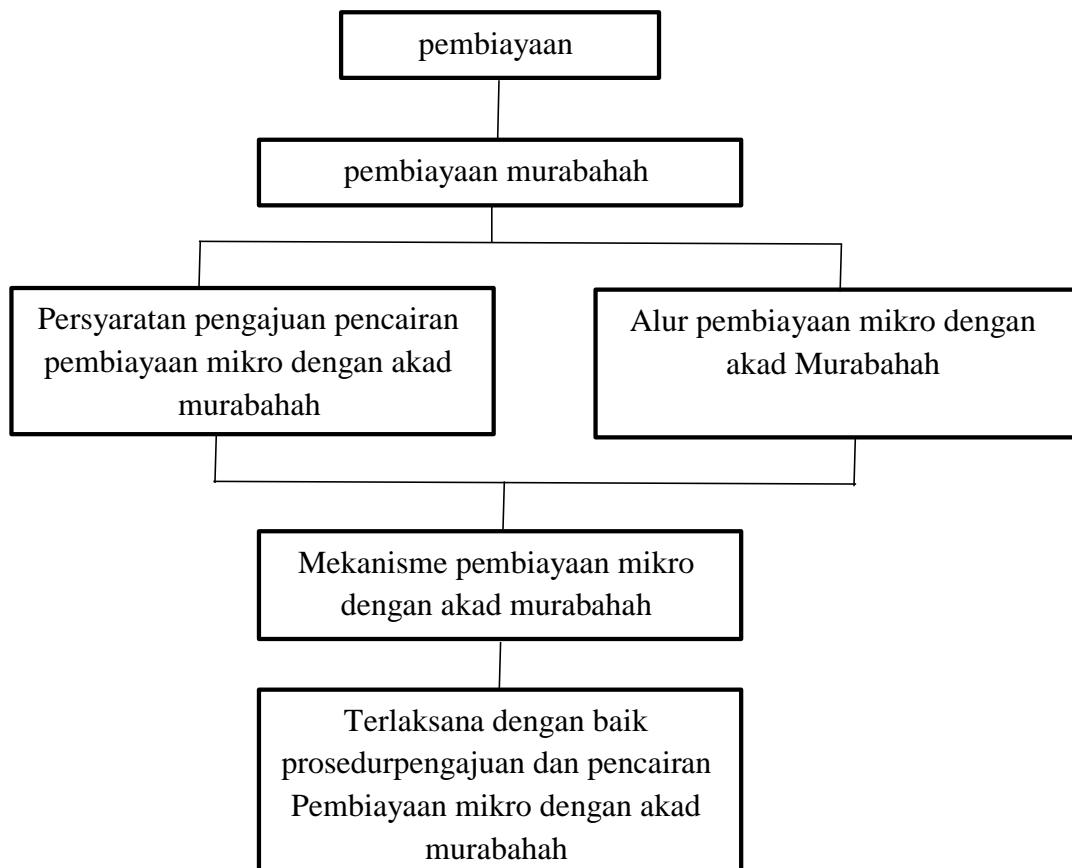 pembiayaan
pembiayaan murabahah
Persyaratan pengajuan pencairan
pembiayaan mikro dengan akad
murabahah
Alur pembiayaan mikro dengan
akad Murabahah
Mekanisme pembiayaan mikro
dengan akad murabahah
Terlaksana dengan baik
prosedurpengajuan dan pencairan
Pembiayaan mikro dengan akad
murabahah